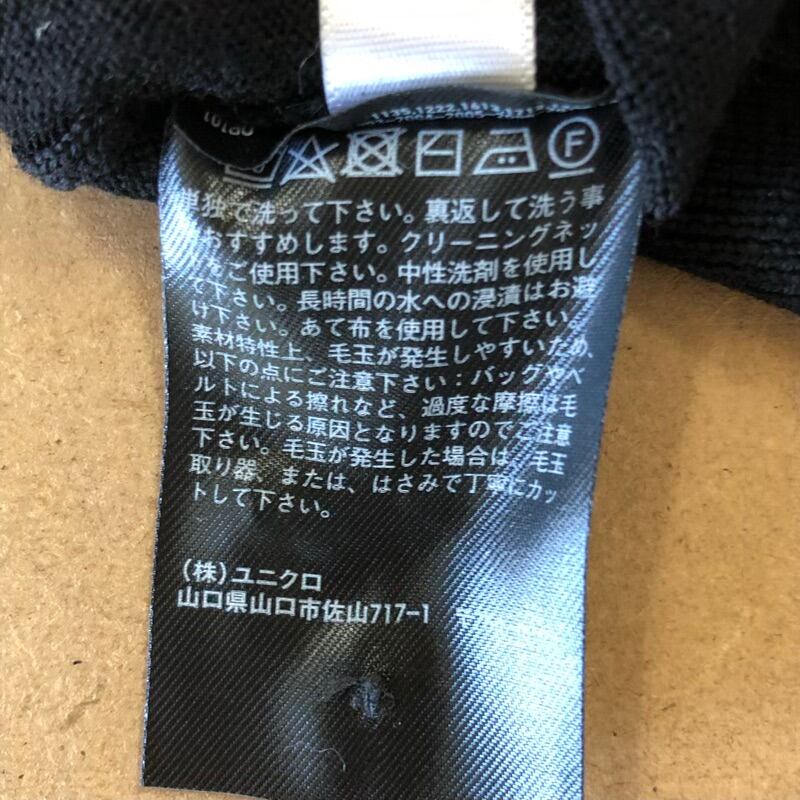 OP101
単独で洗って下さい。裏返して洗う事
おすすめします。クリーニングネッ
をご使用下さい。中性洗剤を使用し
て下さい。長時間の水への浸漬はお避
け下さい。あて布を使用して下さい。
素材特性上、毛玉が発生しやすいため、
以下の点にご注意下さい：バッグやベ
ルトによる擦れなど、過度な摩擦は毛
玉が生じる原因となりますのでご注意
下さい。毛玉が発生した場合は、毛玉
取り器、または、はさみで丁寧にカッ
トして下さい。
(株)ユニクロ
山口県山口市佐山717-1